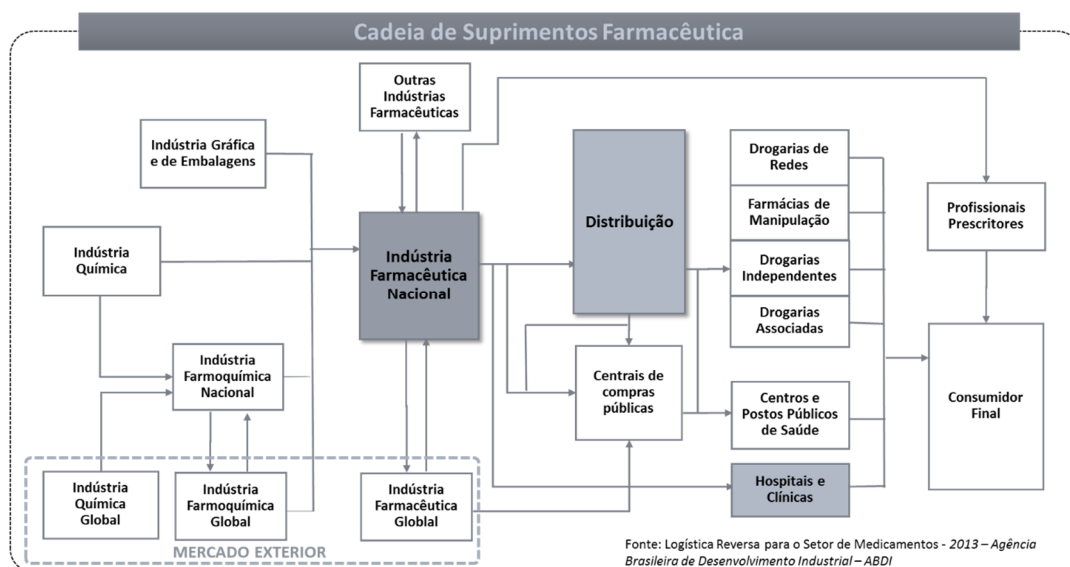 Cadeia de Suprimentos Farmacêutica
Outras
Indústrias
Farmacêuticas
Indústria Gráfica
e de Embalagens
Indústria
Química
Indústria
Farmacêutica
Nacional
Distribuição
Drogarias de
Redes
Farmácias de
Manipulação
Drogarias
Independentes
Drogarias
Associadas
Profissionais
Prescritores
Indústria
Farmoquímica
Nacional
Centrais de
compras
públicas
Centros e
Postos Públicos
de Saúde
Consumidor
Final
Indústria
Química
Global
Indústria
Farmoquímica
Global
Indústria
Farmacêutica
Globlal
Hospitais e
Clínicas
MERCADO EXTERIOR
Fonte: Logística Reversa para o Setor de Medicamentos - 2013 – Agência
Brasileira de Desenvolvimento Industrial – ABDI